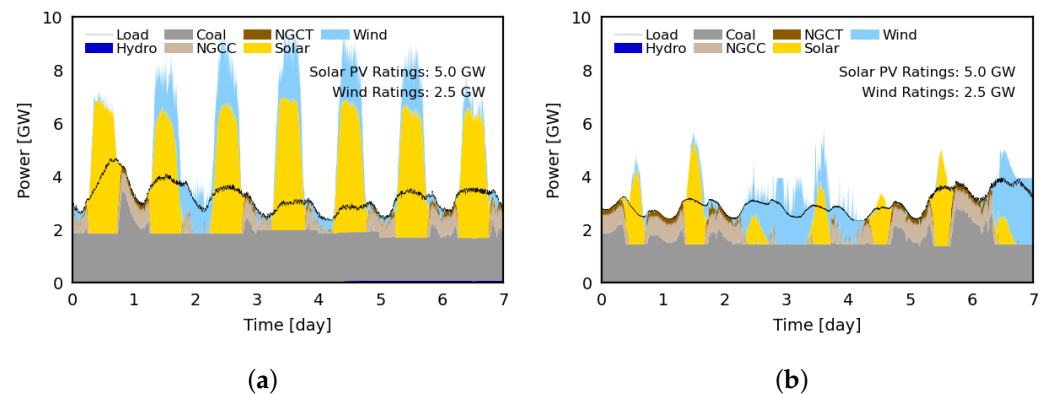 10
8
6
4
2
0
Power [GW]
Load Coal NGCT Wind
Hydro NGCC Solar
Solar PV Ratings: 5.0 GW
Wind Ratings: 2.5 GW
0 1 2 3 4 5 6 7
Time [day]
(a)
10
8
6
4
2
0
Power [GW]
Load Coal NGCT Wind
Hydro NGCC Solar
Solar PV Ratings: 5.0 GW
Wind Ratings: 2.5 GW
0 1 2 3 4 5 6 7
Time [day]
(b)